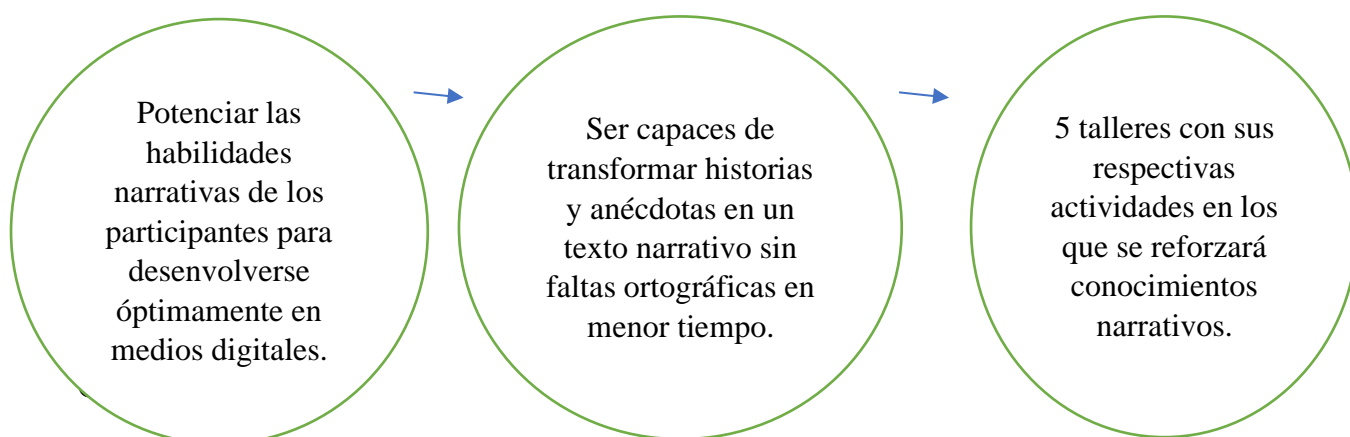 Potenciar las
habilidades
narrativas de los
participantes para
desenvolverse
óptimamente en
medios digitales.
Ser capaces de
transformar historias
y anécdotas en un
texto narrativo sin
faltas ortográficas en
menor tiempo.
5 talleres con sus
respectivas
actividades en los
que se reforzará
conocimientos
narrativos.